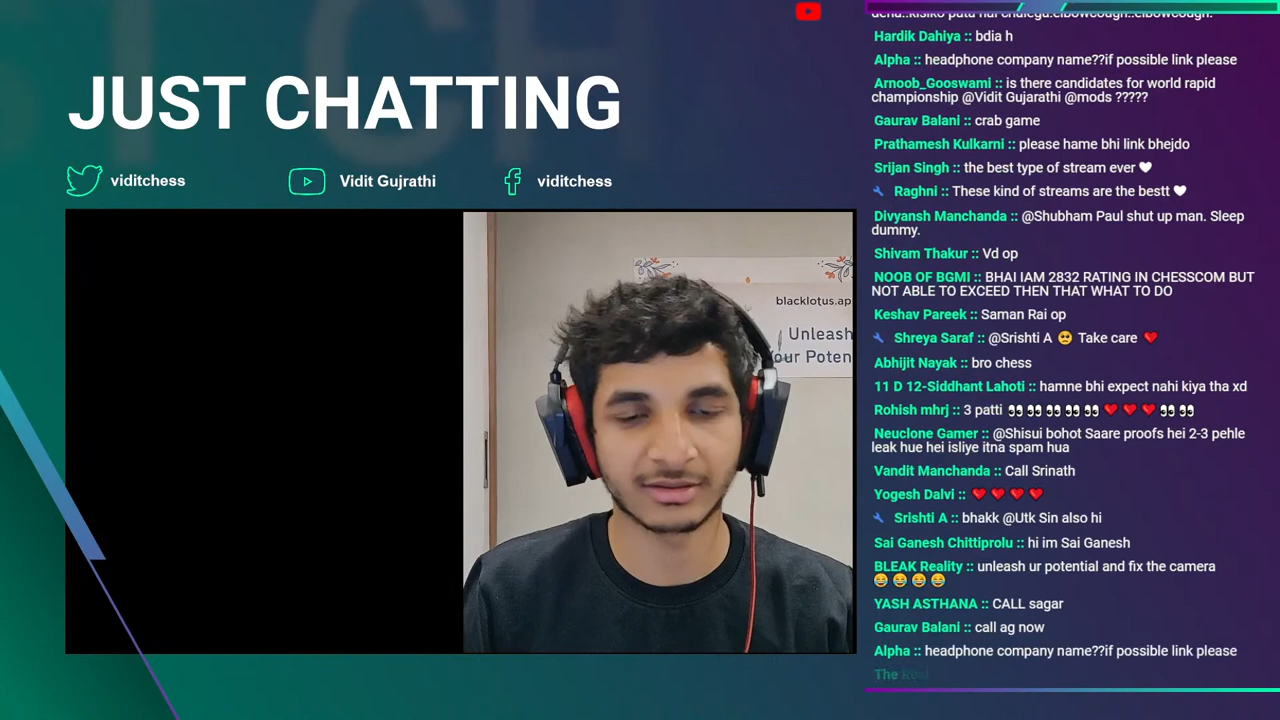 JUST CHATTING
viditchess
Vidit Gujrathi
viditchess
blacklotus.ap
Unleash
our Poten
Hardik Dahiya :: bdia h
Alpha :: headphone company name??if possible link please
Arnoob_Gooswami :: is there candidates for world rapid
championship @Vidit Gujarathi @mods ?????
Gaurav Balani :: crab game
Prathamesh Kulkarni :: please hame bhi link bhejdo
Srijan Singh :: the best type of stream ever 🤍
Raghni :: These kind of streams are the bestt 🤍
Divyansh Manchanda :: @Shubham Paul shut up man. Sleep
dummy.
Shivam Thakur :: Vd op
NOOB OF BGMI :: BHAI IAM 2832 RATING IN CHESSCOM BUT
NOT ABLE TO EXCEED THEN THAT WHAT TO DO
Keshav Pareek :: Saman Rai op
Shreya Saraf :: @Srishti A 🥺 Take care ❤️
Abhijit Nayak :: bro chess
11 D 12-Siddhant Lahoti :: hamne bhi expect nahi kiya tha xd
Rohish mhrj :: 3 patti 👀👀👀👀👀❤️❤️❤️👀👀
Neuclone Gamer :: @Shisui bohot Saare proofs hei 2-3 pehle
leak hue hei isliye itna spam hua
Vandit Manchanda :: Call Srinath
Yogesh Dalvi :: ❤️❤️❤️❤️
Srishti A :: bhakk @Utk Sin also hi
Sai Ganesh Chittiprolu :: hi im Sai Ganesh
BLEAK Reality :: unleash ur potential and fix the camera
😂😂😂😂
YASH ASTHANA :: CALL sagar
Gaurav Balani :: call ag now
Alpha :: headphone company name??if possible link please
The